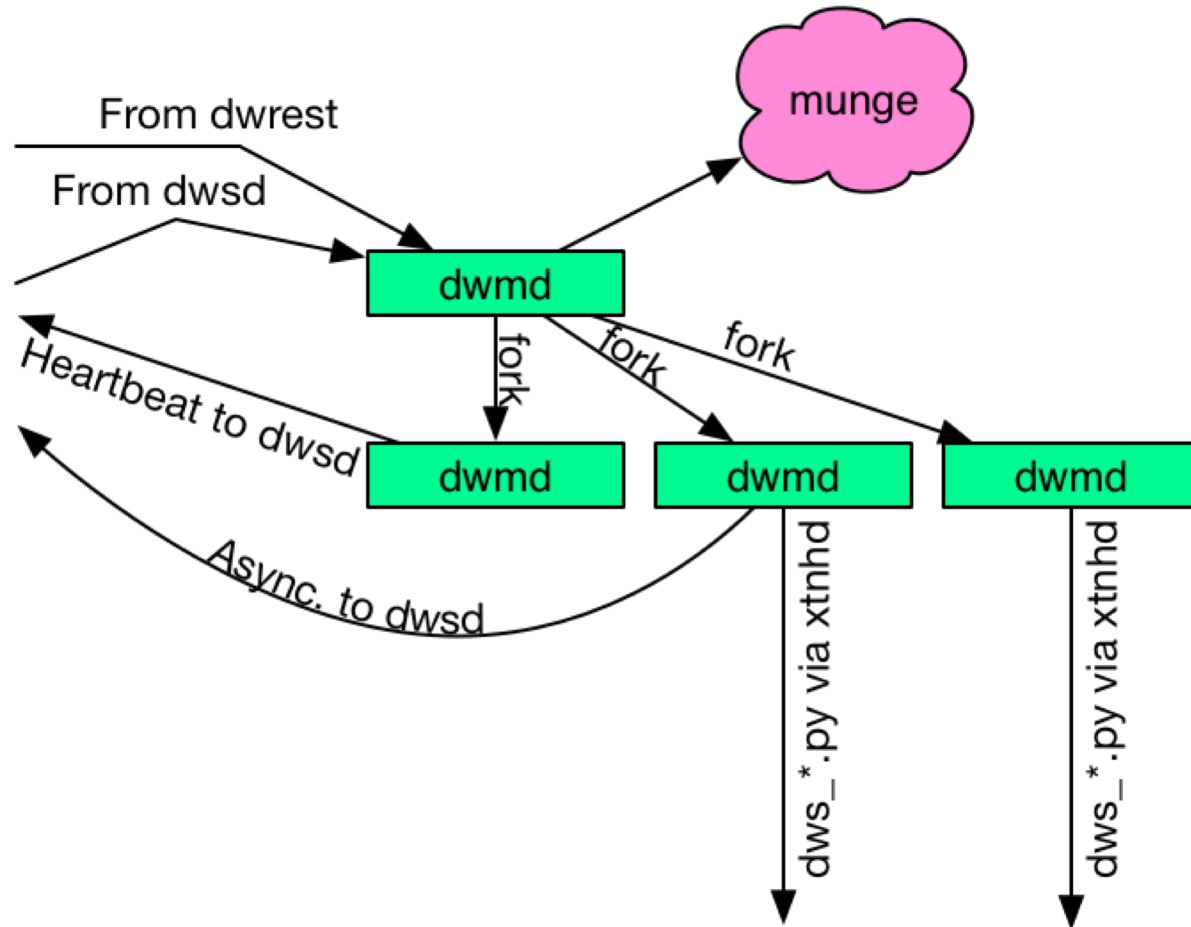 munge
From dwrest
From dwsd
dwmd
fork
fork
fork
Heartbeat to dwsd
dwmd
dwmd
dwmd
Async. to dwsd
dws_*.py via xtnhd
dws_*.py via xtnhd